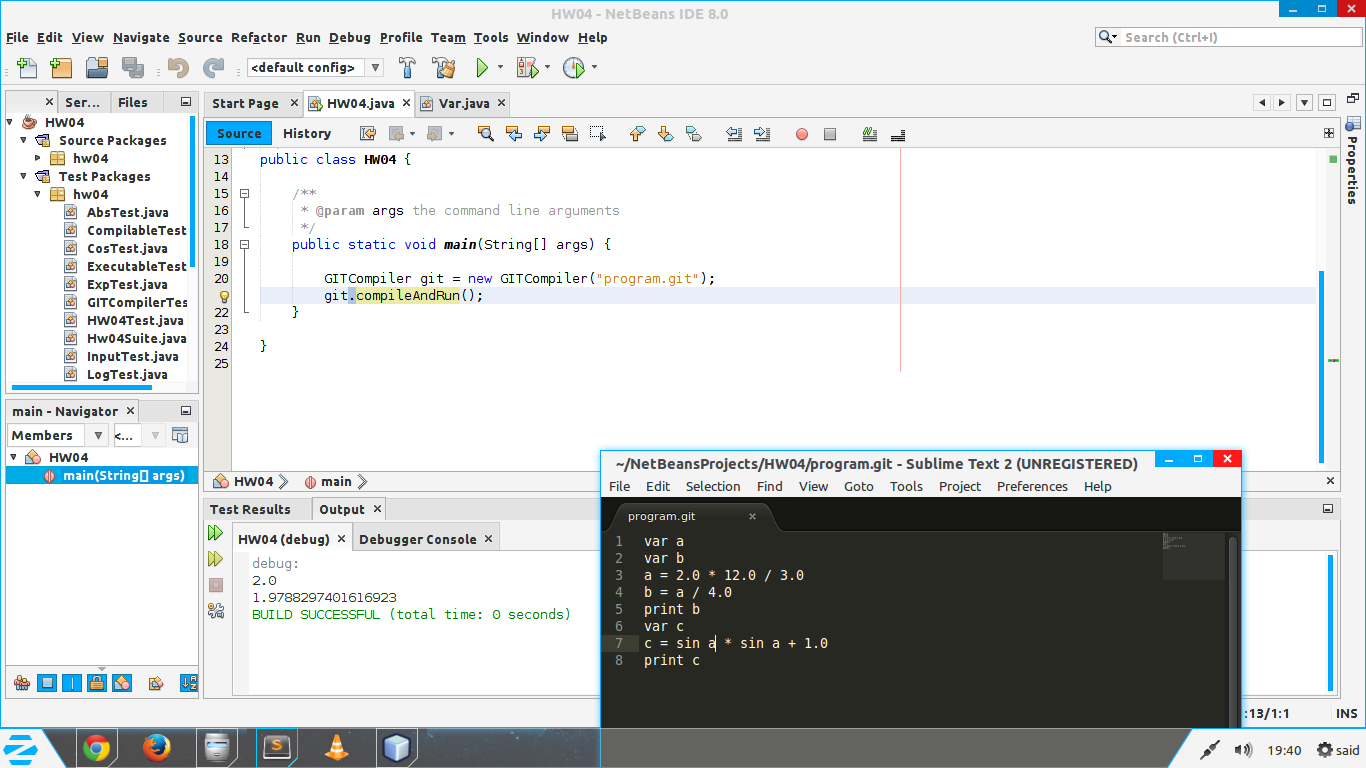 HW04 - NetBeans IDE 8.0
File Edit View Navigate Source Refactor Run Debug Profile Team Tools Window Help
Search (Ctrl+I)
<default config>
Ser... Files
HW04
Source Packages
hw04
Test Packages
hw04
AbsTest.java
CompilableTest
CosTest.java
ExecutableTest
ExpTest.java
GITCompilerTes
HW04Test.java
Hw04Suite.java
InputTest.java
LogTest.java
main - Navigator
Members <...
HW04
main(String[] args)
Start Page HW04.java Var.java
Source History
13 public class HW04 {
14
15 /**
16 * @param args the command line arguments
17 */
18 public static void main(String[] args) {
19
20 GITCompiler git = new GITCompiler("program.git");
git.compileAndRun();
22 }
23
24 }
25
Properties
HW04 main
Test Results Output
HW04 (debug) Debugger Console
debug:
2.0
1.9788297401616923
BUILD SUCCESSFUL (total time: 0 seconds)
~/NetBeansProjects/HW04/program.git - Sublime Text 2 (UNREGISTERED)
File Edit Selection Find View Goto Tools Project Preferences Help
program.git
1 var a
2 var b
3 a = 2.0 * 12.0 / 3.0
4 b = a / 4.0
5 print b
6 var c
7 c = sin a * sin a + 1.0
8 print c
:13/1:1 INS
19:40 said